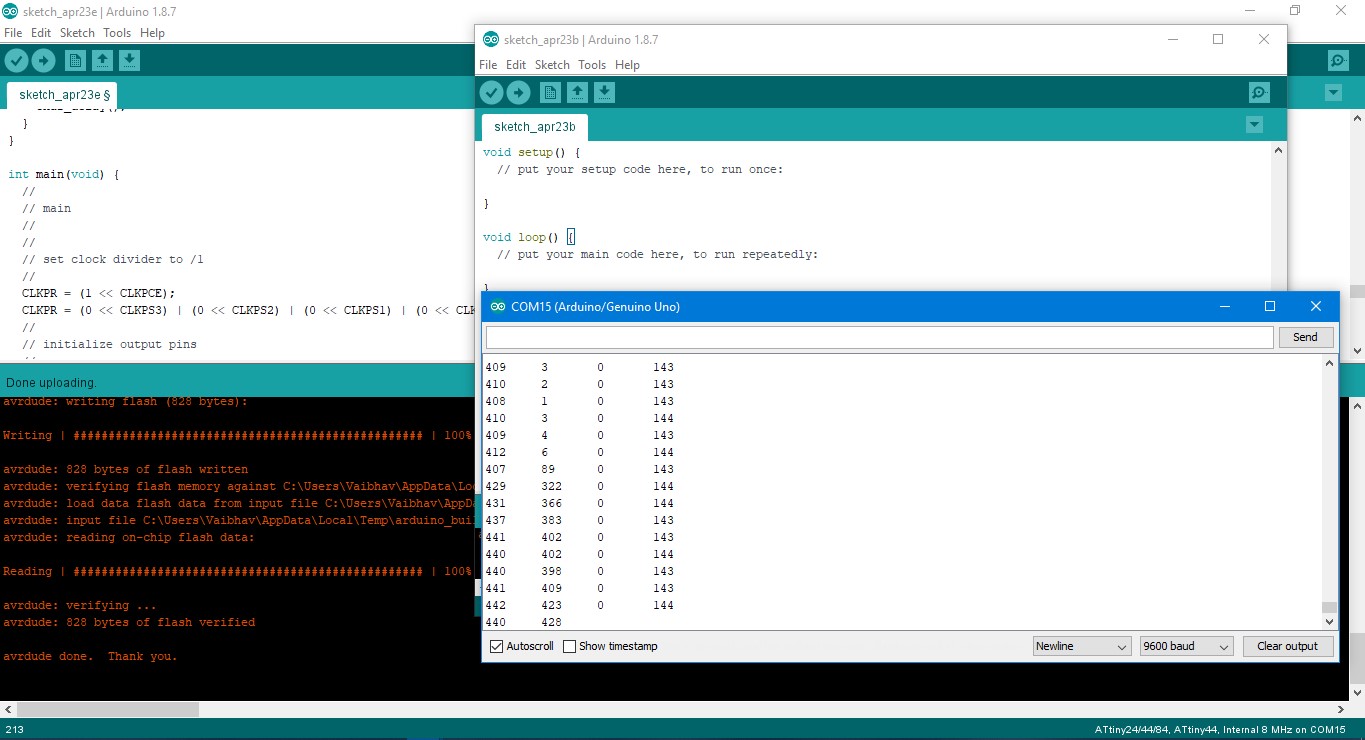 sketch_apr23e | Arduino 1.8.7
File Edit Sketch Tools Help
sketch_apr23e §
}
}
int main(void) {
//
// main
//
//
// set clock divider to /1
//
CLKPR = (1 << CLKPCE);
CLKPR = (0 << CLKPS3) | (0 << CLKPS2) | (0 << CLKPS1) | (0 << CLK
//
// initialize output pins
Done uploading.
avrdude: writing flash (828 bytes):
Writing | ################################################## | 100%
avrdude: 828 bytes of flash written
avrdude: verifying flash memory against C:\Users\Vaibhav\AppData\Lo
avrdude: load data flash data from input file C:\Users\Vaibhav\AppD
avrdude: input file C:\Users\Vaibhav\AppData\Local\Temp\arduino_bui
avrdude: reading on-chip flash data:
Reading | ################################################## | 100%
avrdude: verifying ...
avrdude: 828 bytes of flash verified
avrdude done.  Thank you.
sketch_apr23b | Arduino 1.8.7
File Edit Sketch Tools Help
sketch_apr23b
void setup() {
// put your setup code here, to run once:
}
void loop() {
// put your main code here, to run repeatedly:
}
COM15 (Arduino/Genuino Uno)
Send
409 3 0 143
410 2 0 143
408 1 0 143
410 3 0 144
409 4 0 143
412 6 0 144
407 89 0 143
429 322 0 144
431 366 0 144
437 383 0 143
441 402 0 143
440 402 0 144
440 398 0 143
441 409 0 143
442 423 0 144
440 428
Autoscroll Show timestamp Newline 9600 baud Clear output
213 ATtiny24/44/84, ATtiny44, Internal 8 MHz on COM15